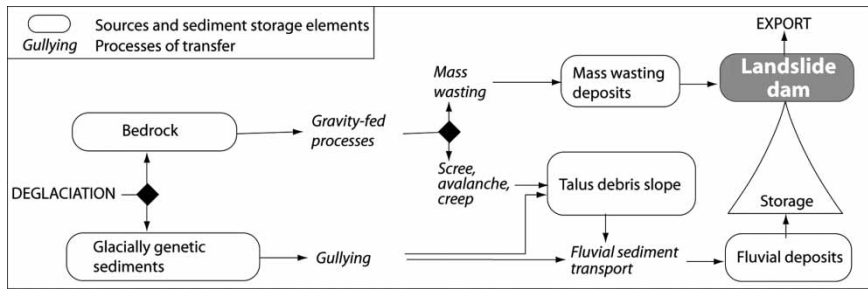 Sources and sediment storage elements
Gullying Processes of transfer
EXPORT
Landslide
dam
Mass
wasting
Mass wasting
deposits
Bedrock
Gravity-fed
processes
Scree,
avalanche,
creep
Talus debris slope
DEGLACIATION
Storage
Glacially genetic
sediments
Gullying
Fluvial sediment
transport
Fluvial deposits